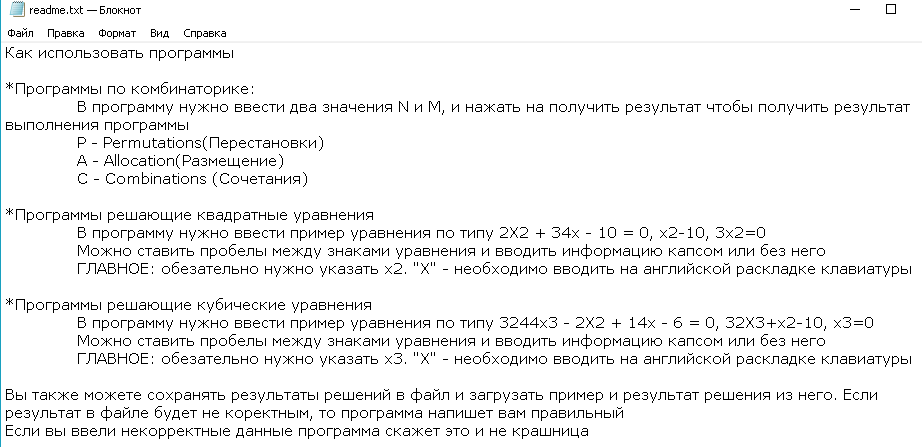 readme.txt — Блокнот
Файл Правка Формат Вид Справка
Как использовать программы
*Программы по комбинаторике:
В программу нужно ввести два значения N и M, и нажать на получить результат чтобы получить результат
выполнения программы
P - Permutations(Перестановки)
A - Allocation(Размещение)
C - Combinations (Сочетания)
*Программы решающие квадратные уравнения
В программу нужно ввести пример уравнения по типу 2X2 + 34x - 10 = 0, x2-10, 3x2=0
Можно ставить пробелы между знаками уравнения и вводить информацию капсом или без него
ГЛАВНОЕ: обезательно нужно указать x2. "X" - необходимо вводить на английской раскладке клавиатуры
*Программы решающие кубические уравнения
В программу нужно ввести пример уравнения по типу 3244x3 - 2X2 + 14x - 6 = 0, 32X3+x2-10, x3=0
Можно ставить пробелы между знаками уравнения и вводить информацию капсом или без него
ГЛАВНОЕ: обезательно нужно указать x3. "X" - необходимо вводить на английской раскладке клавиатуры
Вы также можете сохранять результаты решений в файл и загрузать пример и результат решения из него. Если
результат в файле будет не коректным, то программа напишет вам правильный
Если вы ввели некорректные данные программа скажет это и не крашница